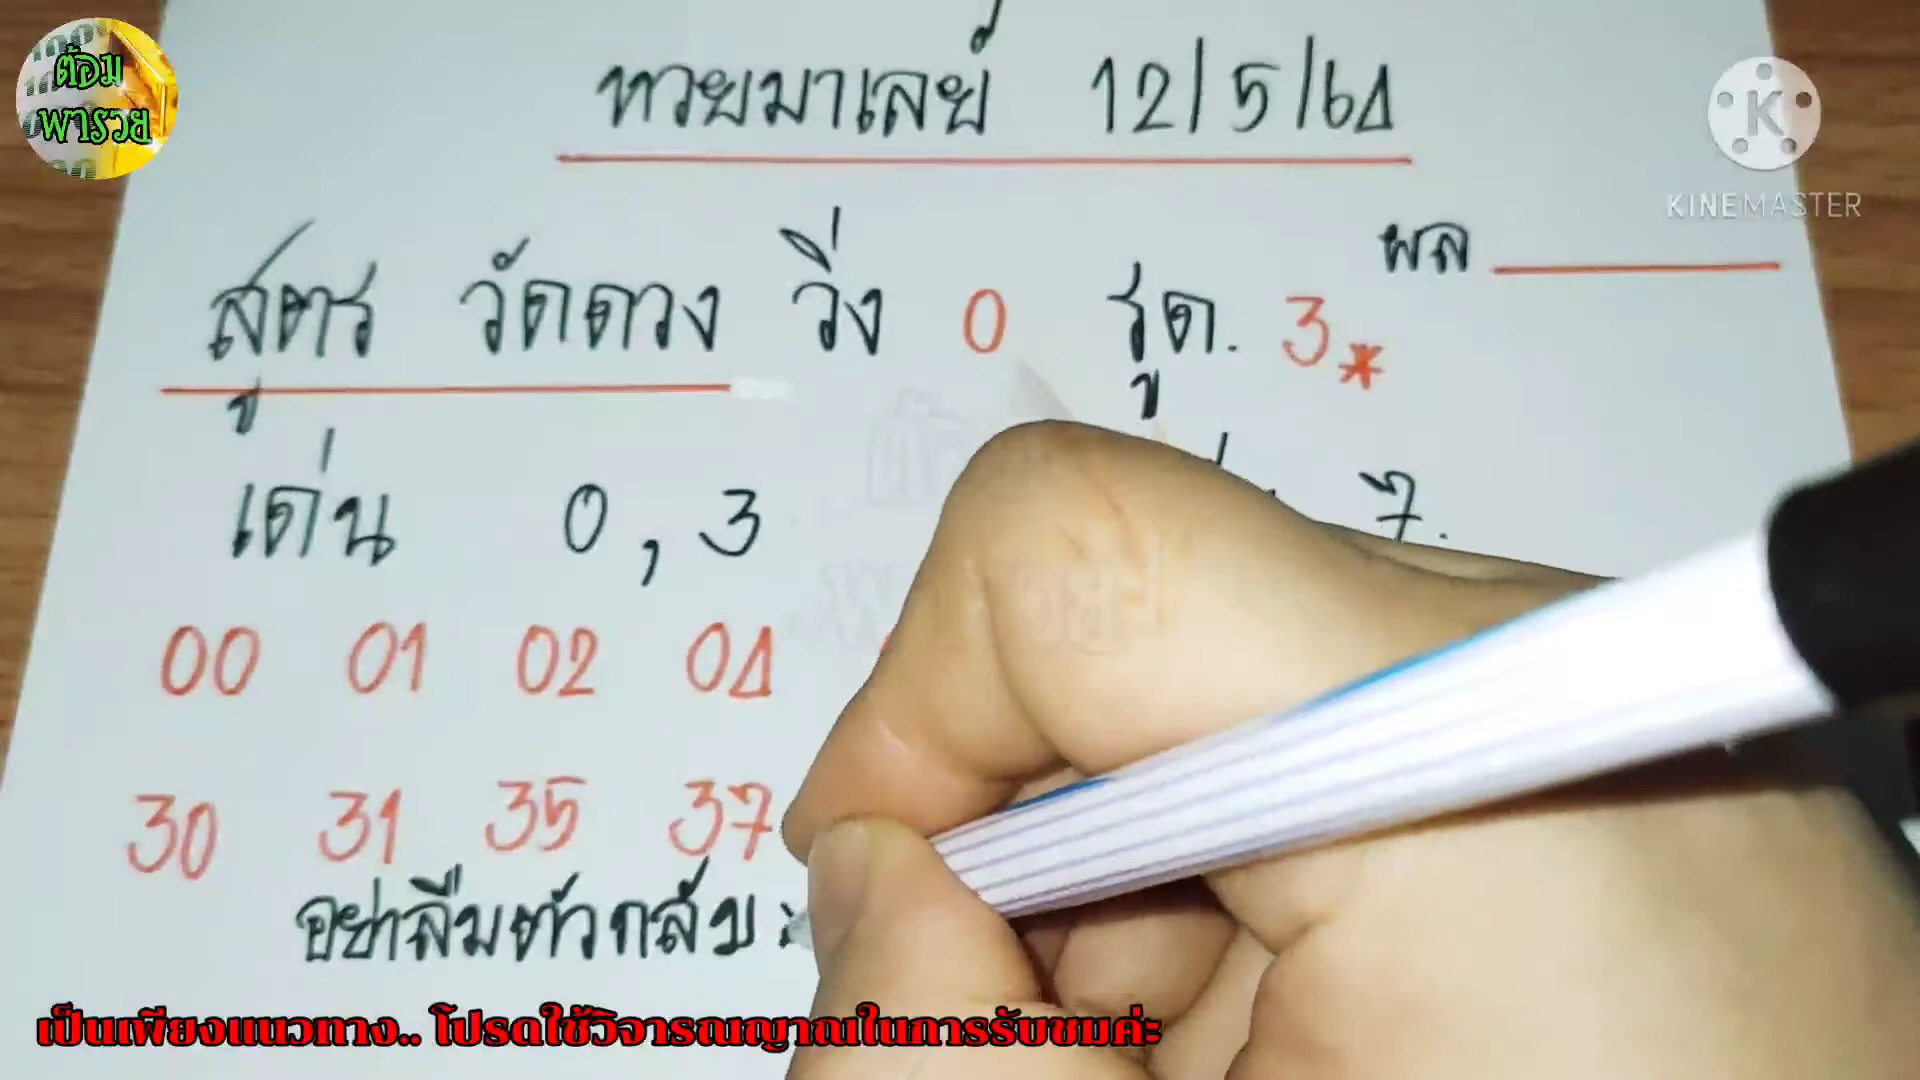 ต้อม
พารวย
หวยมาเลย์ 12/5/64
KINEMASTER
ผล
สูตร วัดดวง วิ่ง 0 รูด. 3*
เด่น 0,3 7.
00 01 02 04
30 31 35 37
อย่าลืมตัวกลับ
เป็นเพียงแนวทาง.. โปรดใช้วิจารณญาณในการรับชมค่ะ